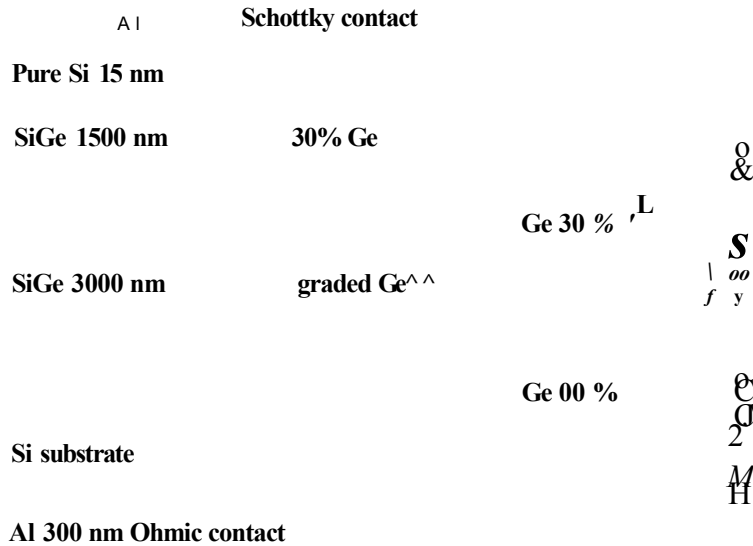 Al Schottky contact
Pure Si 15 nm
SiGe 1500 nm 30% Ge
Ge 30 %
SiGe 3000 nm graded Ge
Ge 00 %
Si substrate
Al 300 nm Ohmic contact